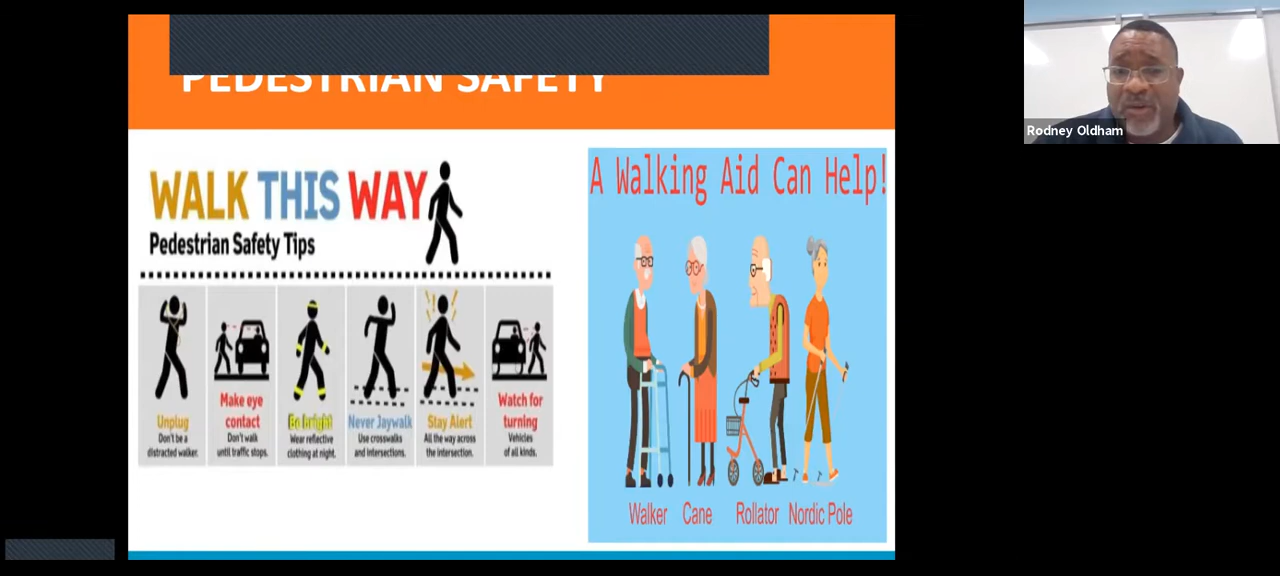 PEDESTRIAN SAFETY
Rodney Oldham
WALK THIS WAY
Pedestrian Safety Tips
Unplug
Don't be a
distracted walker.
Make eye
contact
Don't walk
until traffic stops.
Be bright
Wear reflective
clothing at night.
Never Jaywalk
Use crosswalks
and intersections.
Stay Alert
All the way across
the intersection.
Watch for
turning
Vehicles
of all kinds.
A Walking Aid Can Help!
Walker Cane Rollator Nordic Pole